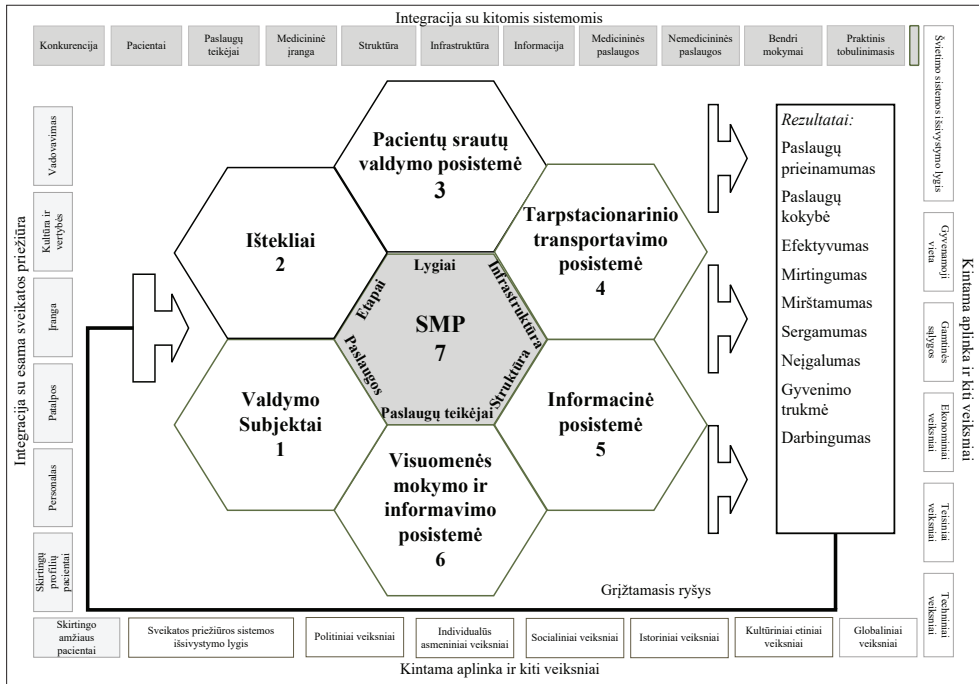 Integracija su kitomis sistemomis
Konkurencija
Pacientai
Paslaugų
teikėjai
Medicininė
įranga
Struktūra
Infrastruktūra
Informacija
Medicininės
paslaugos
Nemedicininės
paslaugos
Bendri
mokymai
Praktinis
tobulinimasis
Integracija su esama sveikatos priežiūra
Vadovavimas
Kultūra ir
vertybės
Įranga
Patalpos
Personalas
Skirtingų
profilių
pacientai
Pacientų srautų
valdymo posistemė
3
Ištekliai
2
Tarpstacionarinio
transportavimo
posistemė
4
Lygiai
Etapai
Infrastruktūra
SMP
7
Paslaugos
Struktūra
Paslaugų teikėjai
Valdymo
Subjektai
1
Informacinė
posistemė
5
Visuomenės
mokymo ir
informavimo
posistemė
6
Rezultatai:
Paslaugų
prieinamumas
Paslaugų
kokybė
Efektyvumas
Mirtingumas
Mirštamumas
Sergamumas
Neįgalumas
Gyvenimo
trukmė
Darbingumas
Grįžtamasis ryšys
Švietimo sistemos
išsivystymo lygis
Gyvenamoji
vieta
Gamtinės
sąlygos
Ekonominiai
veiksniai
Teisiniai
veiksniai
Techniniai
veiksniai
Kintama aplinka ir kiti veiksniai
Skirtingo
amžiaus
pacientai
Sveikatos priežiūros sistemos
išsivystymo lygis
Politiniai veiksniai
Individualūs
asmeniniai veiksniai
Socialiniai veiksniai
Istoriniai veiksniai
Kultūriniai etiniai
veiksniai
Globaliniai
veiksniai
Kintama aplinka ir kiti veiksniai